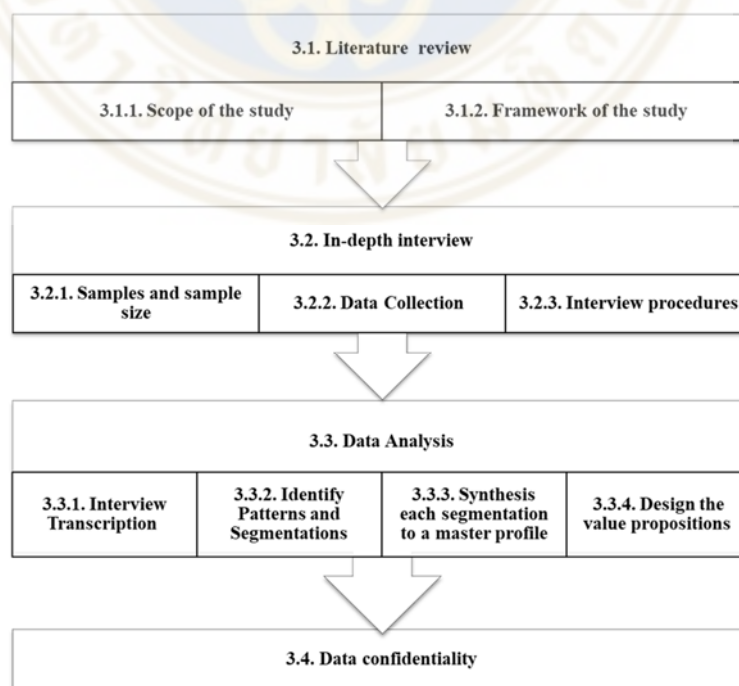 3.1. Literature review
3.1.1. Scope of the study
3.1.2. Framework of the study
3.2. In-depth interview
3.2.1. Samples and sample
size
3.2.2. Data Collection
3.2.3. Interview procedures
3.3. Data Analysis
3.3.1. Interview
Transcription
3.3.2. Identify
Patterns and
Segmentations
3.3.3. Synthesis
each segmentation
to a master profile
3.3.4. Design the
value propositions
3.4. Data confidentiality